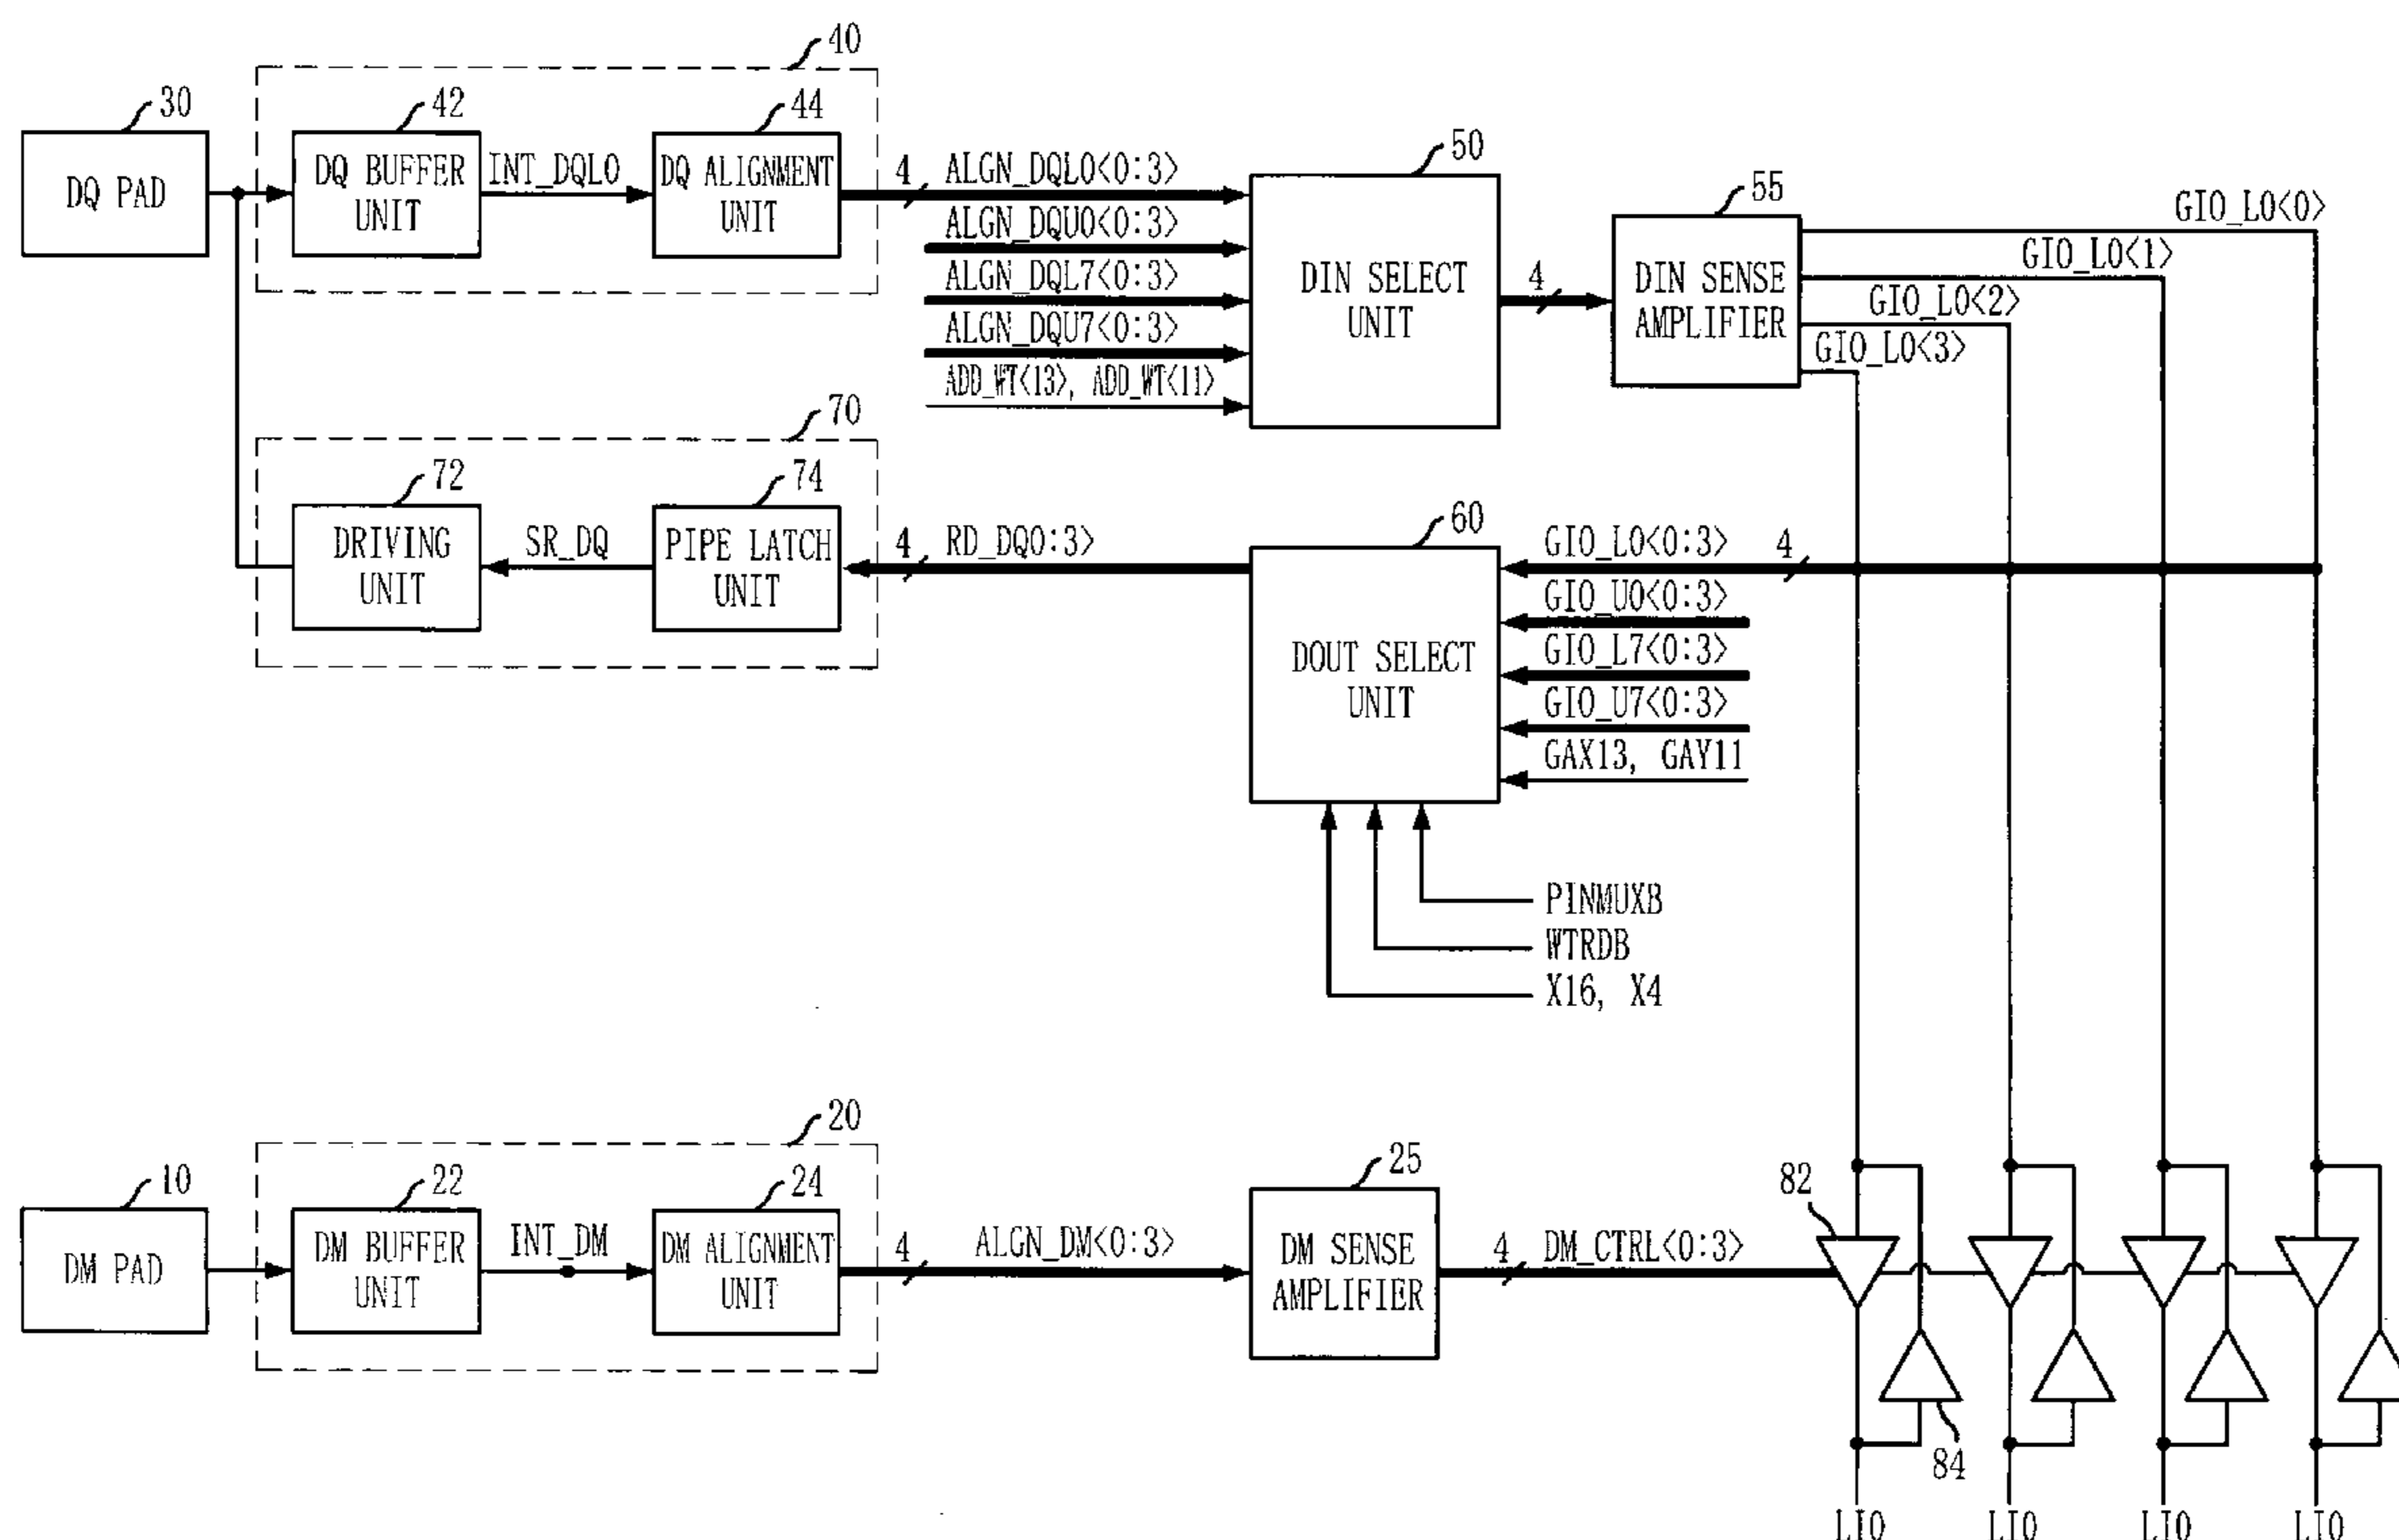 40
30
42
44
DQ PAD
DQ BUFFER
UNIT
INT_DQL0
DQ ALIGNMENT
UNIT
4
ALGN_DQL0<0:3>
ALGN_DQU0<0:3>
ALGN_DQL7<0:3>
ALGN_DQU7<0:3>
ADD_WT<13>, ADD_WT<11>
50
DIN SELECT
UNIT
4
55
DIN SENSE
AMPLIFIER
GIO_L0<0>
GIO_L0<1>
GIO_L0<2>
GIO_L0<3>
70
72
74
DRIVING
UNIT
SR_DQ
PIPE LATCH
UNIT
4
RD_DQ0:3>
60
DOUT SELECT
UNIT
GIO_L0<0:3>
4
GIO_U0<0:3>
GIO_L7<0:3>
GIO_U7<0:3>
GAX13, GAY11
PINMUXB
WTRDB
X16, X4
20
10
22
24
DM PAD
DM BUFFER
UNIT
INT_DM
DM ALIGNMENT
UNIT
4
ALGN_DM<0:3>
25
DM SENSE
AMPLIFIER
4
DM_CTRL<0:3>
82
84
LIO
LIO
LIO
LIO